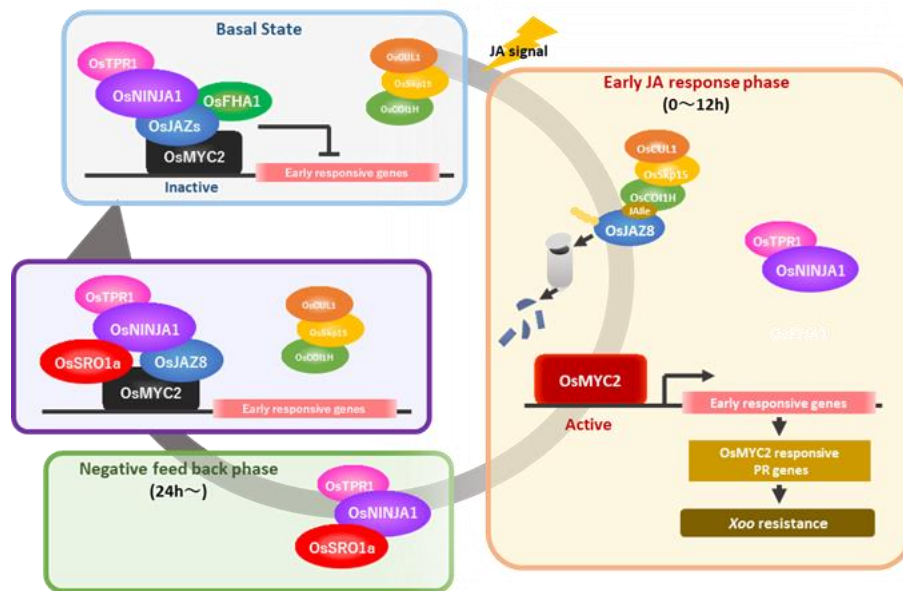 Basal State
OsTPR1
OsNINJA1
OsFHA1
OsJAZs
OsMYC2
Inactive
Early responsive genes
OsCUL1
OsSkp15
OsCOI1H
JA signal
Early JA response phase
(0～12h)
OsCUL1
OsSkp15
OsCOI1H
JAIle
OsJAZ8
OsTPR1
OsNINJA1
OsFHA1
OsMYC2
Active
Early responsive genes
OsMYC2 responsive
PR genes
Xoo resistance
OsTPR1
OsNINJA1
OsSRO1a
OsJAZ8
OsMYC2
OsCUL1
OsSkp15
OsCOI1H
Early responsive genes
Negative feed back phase
(24h～)
OsTPR1
OsNINJA1
OsSRO1a